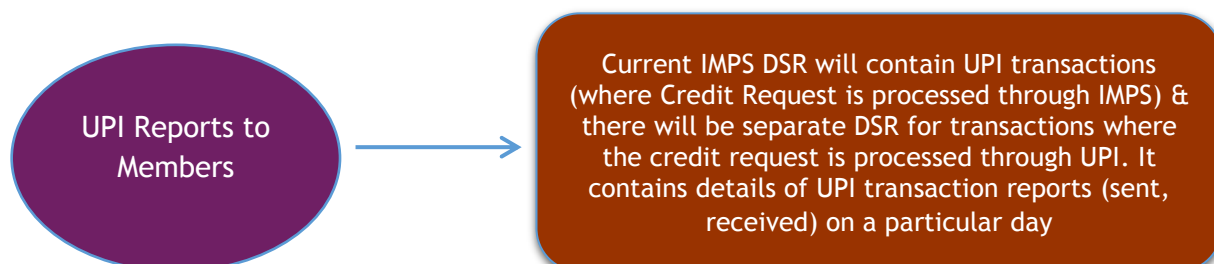 UPI Reports to
Members
Current IMPS DSR will contain UPI transactions
(where Credit Request is processed through IMPS) &
there will be separate DSR for transactions where
the credit request is processed through UPI. It
contains details of UPI transaction reports (sent,
received) on a particular day